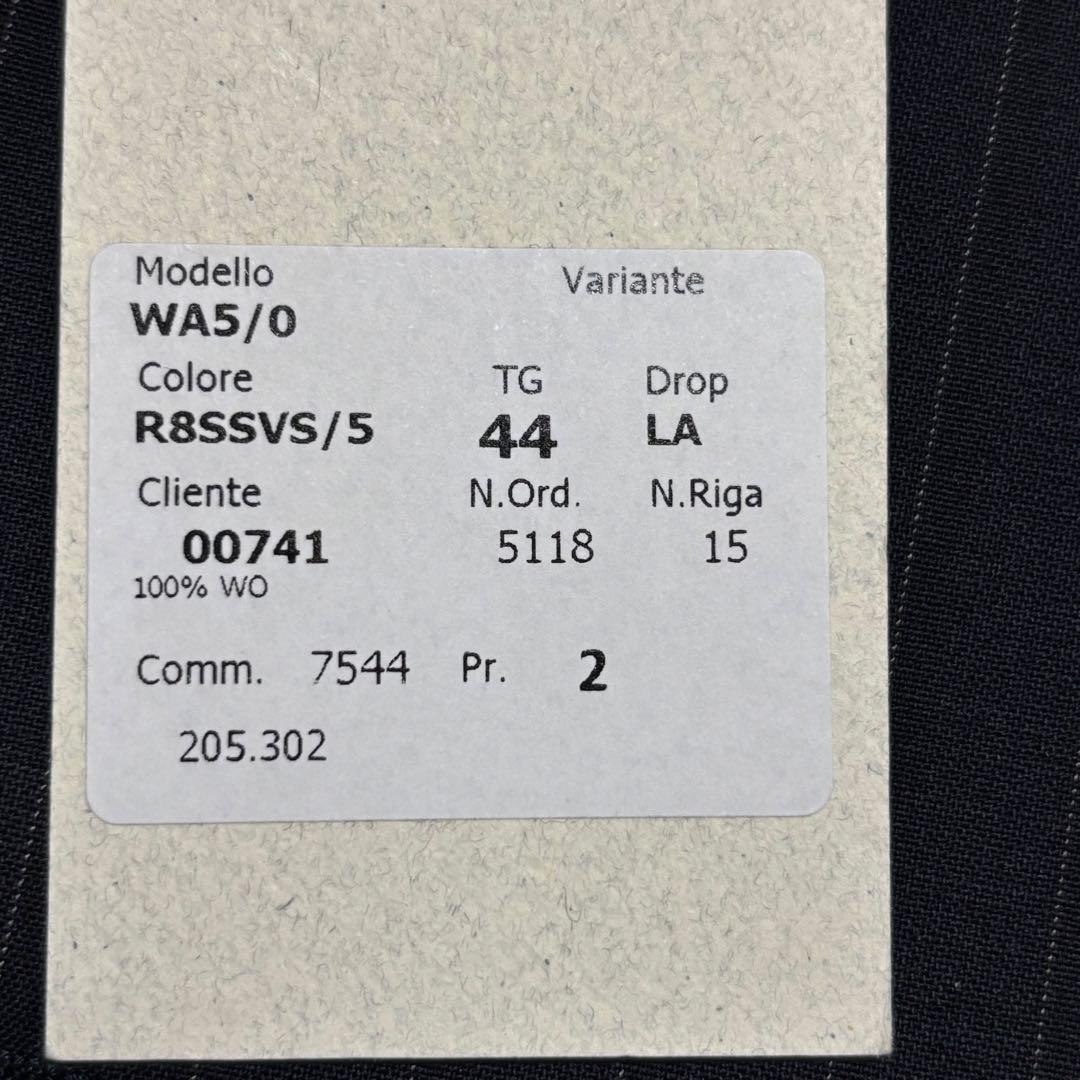 Modello Variante
WA5/0
Colore TG Drop
R8SSVS/5 44 LA
Cliente N.Ord. N.Riga
00741 5118 15
100% WO
Comm. 7544 Pr. 2
205.302